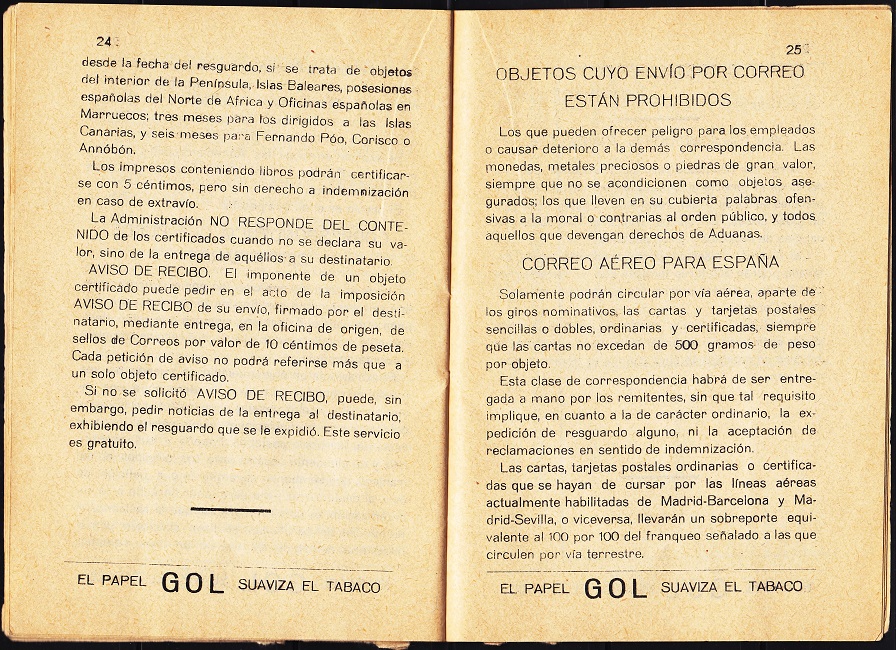 24
desde la fecha del resguardo, si se trata de objetos
del interior de la Península, Islas Baleares, posesiones
españolas del Norte de Africa y Oficinas españolas en
Marruecos; tres meses para los dirigidos a las Islas
Canarias, y seis meses para Fernando Póo, Corisco o
Annóbón.
Los impresos conteniendo libros podrán certificar-
se con 5 céntimos, pero sin derecho a indemnización
en caso de extravío.
La Administración NO RESPONDE DEL CONTE-
NIDO de los certificados cuando no se declara su va-
lor, sino de la entrega de aquéllos a su destinatario.
AVISO DE RECIBO. El imponente de un objeto
certificado puede pedir en el acto de la imposición
AVISO DE RECIBO de su envío, firmado por el desti-
natario, mediante entrega, en la oficina de origen, de
sellos de Correos por valor de 10 céntimos de peseta.
Cada petición de aviso no podrá referirse más que a
un solo objeto certificado.
Si no se solicitó AVISO DE RECIBO, puede, sin
embargo, pedir noticias de la entrega al destinatario,
exhibiendo el resguardo que se le expidió. Este servicio
es gratuito.
EL PAPEL GOL SUAVIZA EL TABACO
25
OBJETOS CUYO ENVÍO POR CORREO
ESTÁN PROHIBIDOS
Los que pueden ofrecer peligro para los empleados
o causar deterioro a la demás correspondencia. Las
monedas, metales preciosos o piedras de gran valor,
siempre que no se acondicionen como objetos ase-
gurados; los que lleven en su cubierta palabras ofen-
sivas a la moral o contrarias al orden público, y todos
aquellos que devengan derechos de Aduanas.
CORREO AÉREO PARA ESPAÑA
Solamente podrán circular por vía aérea, aparte de
los giros nominativos, las cartas y tarjetas postales
sencillas o dobles, ordinarias y certificadas, siempre
que las cartas no excedan de 500 gramos de peso
por objeto.
Esta clase de correspondencia habrá de ser entre-
gada a mano por los remitentes, sin que tal requisito
implique, en cuanto a la de carácter ordinario, la ex-
pedición de resguardo alguno, ni la aceptación de
reclamaciones en sentido de indemnización.
Las cartas, tarjetas postales ordinarias o certifica-
das que se hayan de cursar por las líneas aéreas
actualmente habilitadas de Madrid-Barcelona y Ma-
drid-Sevilla, o viceversa, llevarán un sobreporte equi-
valente al 100 por 100 del franqueo señalado a las que
circulen por vía terrestre.
EL PAPEL GOL SUAVIZA EL TABACO